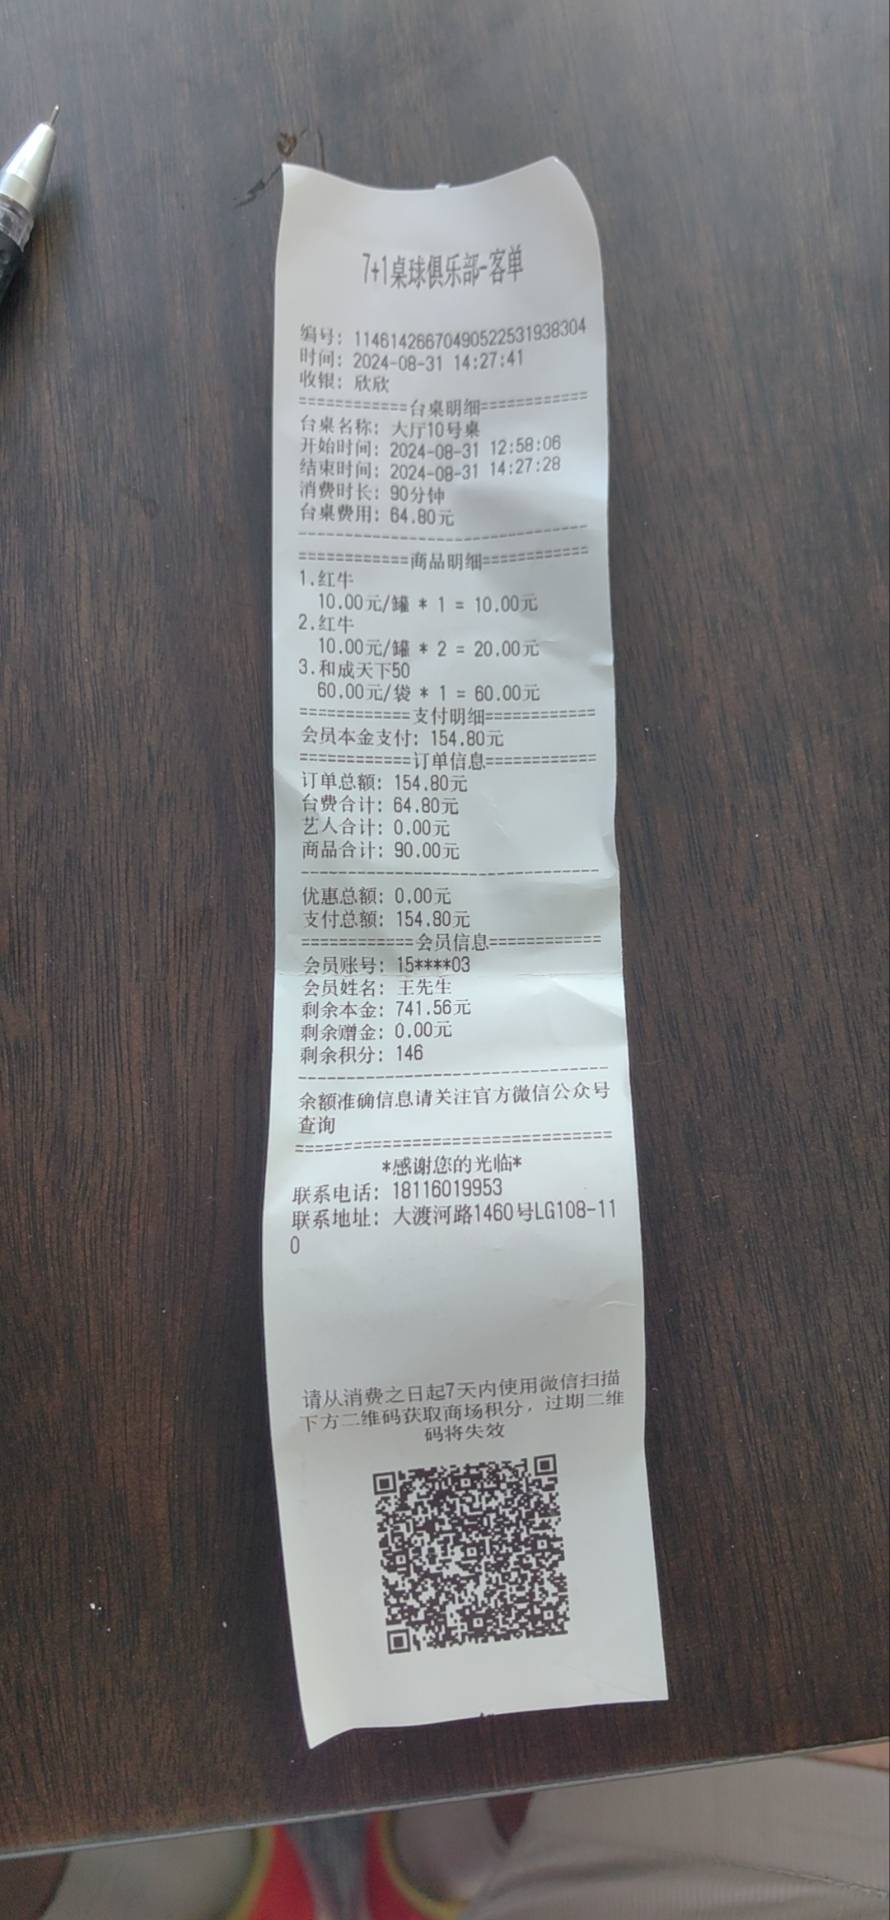 7+1桌球俱乐部-客单
编号: 11461426670490522531938304
时间: 2024-08-31 14:27:41
收银: 欣欣
============台桌明细============
台桌名称: 大厅10号桌
开始时间: 2024-08-31 12:58:06
结束时间: 2024-08-31 14:27:28
消费时长: 90分钟
台桌费用: 64.80元
--------------------------------
============商品明细============
1.红牛
10.00元/罐 * 1 = 10.00元
2.红牛
10.00元/罐 * 2 = 20.00元
3.和成天下50
60.00元/袋 * 1 = 60.00元
============支付明细============
会员本金支付: 154.80元
============订单信息============
订单总额: 154.80元
台费合计: 64.80元
艺人合计: 0.00元
商品合计: 90.00元
--------------------------------
优惠总额: 0.00元
支付总额: 154.80元
============会员信息============
会员账号: 15****03
会员姓名: 王先生
剩余本金: 741.56元
剩余赠金: 0.00元
剩余积分: 146
--------------------------------
余额准确信息请关注官方微信公众号
查询
================================
*感谢您的光临*
联系电话: 18116019953
联系地址: 大渡河路1460号LG108-11
0
请从消费之日起7天内使用微信扫描
下方二维码获取商场积分，过期二维
码将失效